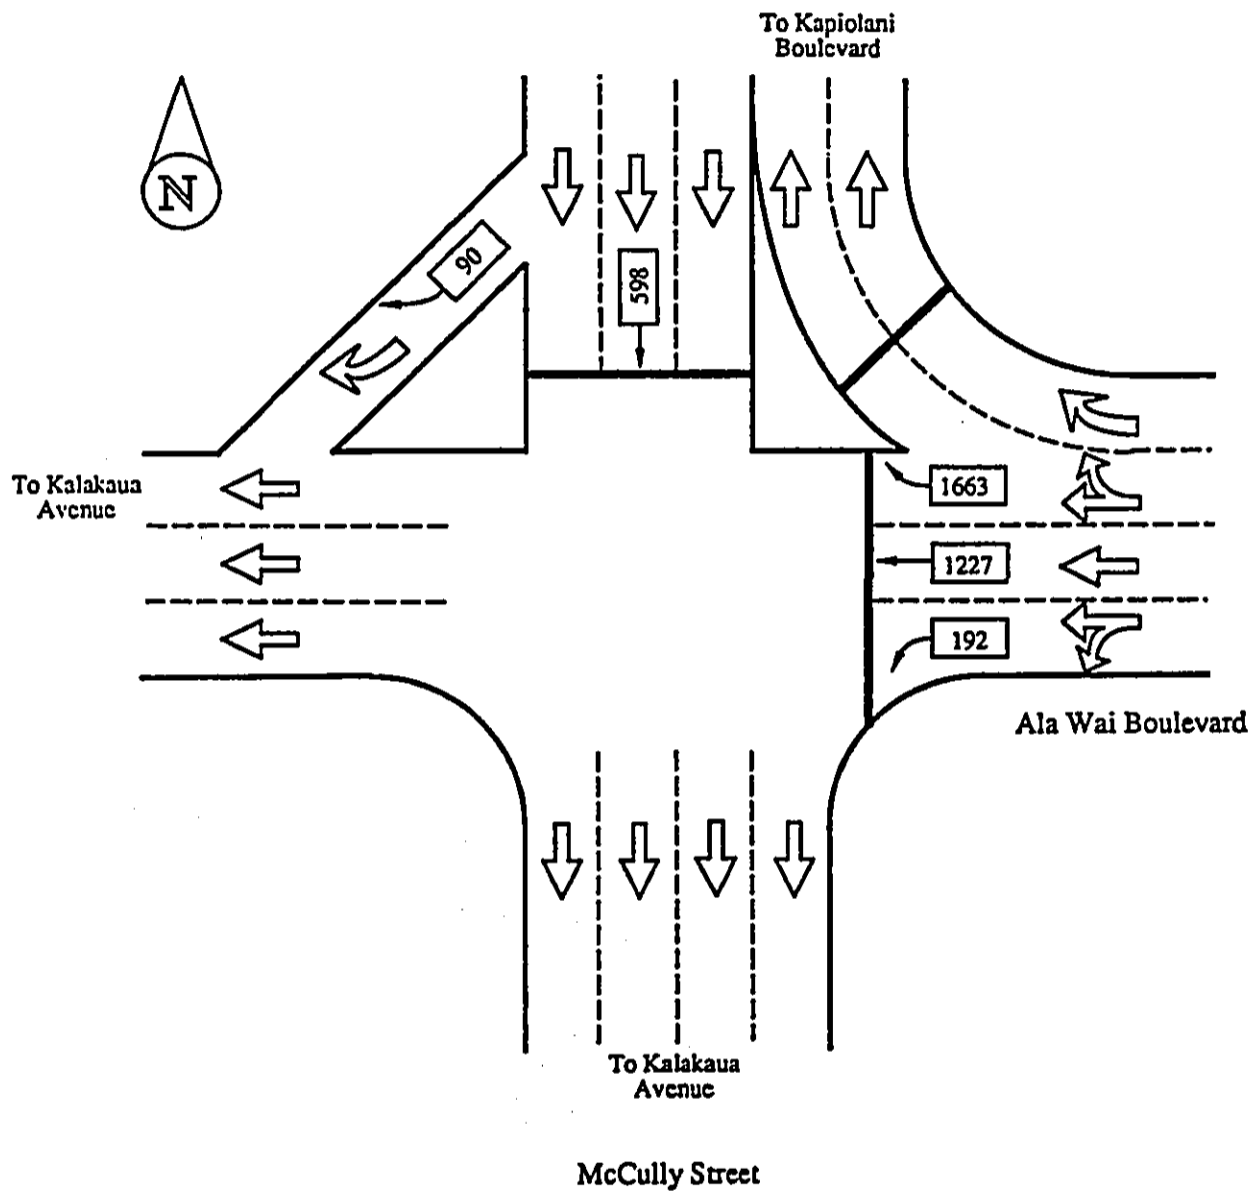 To Kapiolani
Boulevard
N
90
598
To Kalakaua
Avenue
1663
1227
192
Ala Wai Boulevard
To Kalakaua
Avenue
McCully Street